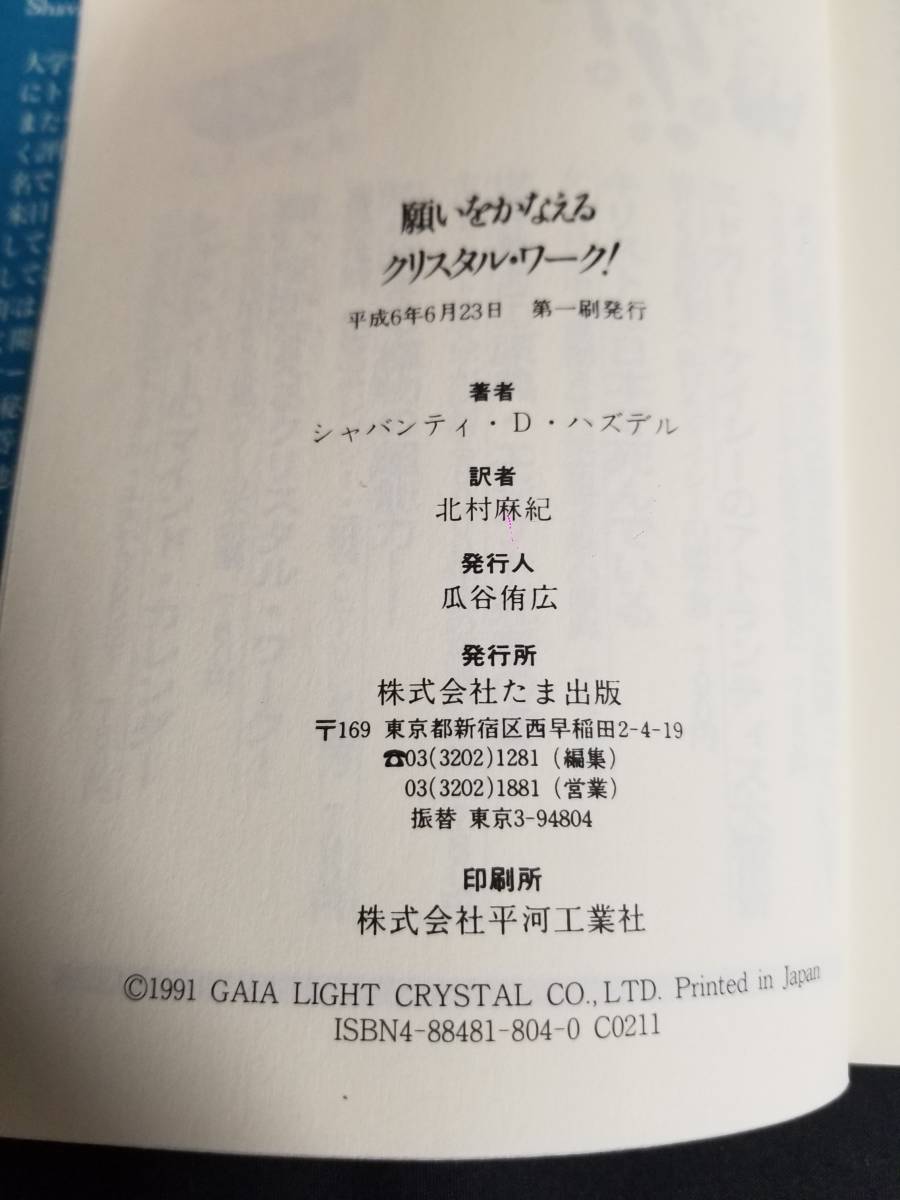 願いをかなえる
クリスタル・ワーク!
平成6年6月23日 第一刷発行
著者
シャバンティ・D・ハズデル
訳者
北村麻紀
発行人
瓜谷侑広
発行所
株式会社たま出版
〒169 東京都新宿区西早稲田2-4-19
☎03(3202)1281(編集)
03(3202)1881(営業)
振替 東京3-94804
印刷所
株式会社平河工業社
©1991 GAIA LIGHT CRYSTAL CO.,LTD. Printed in Japan
ISBN4-88481-804-0 C0211